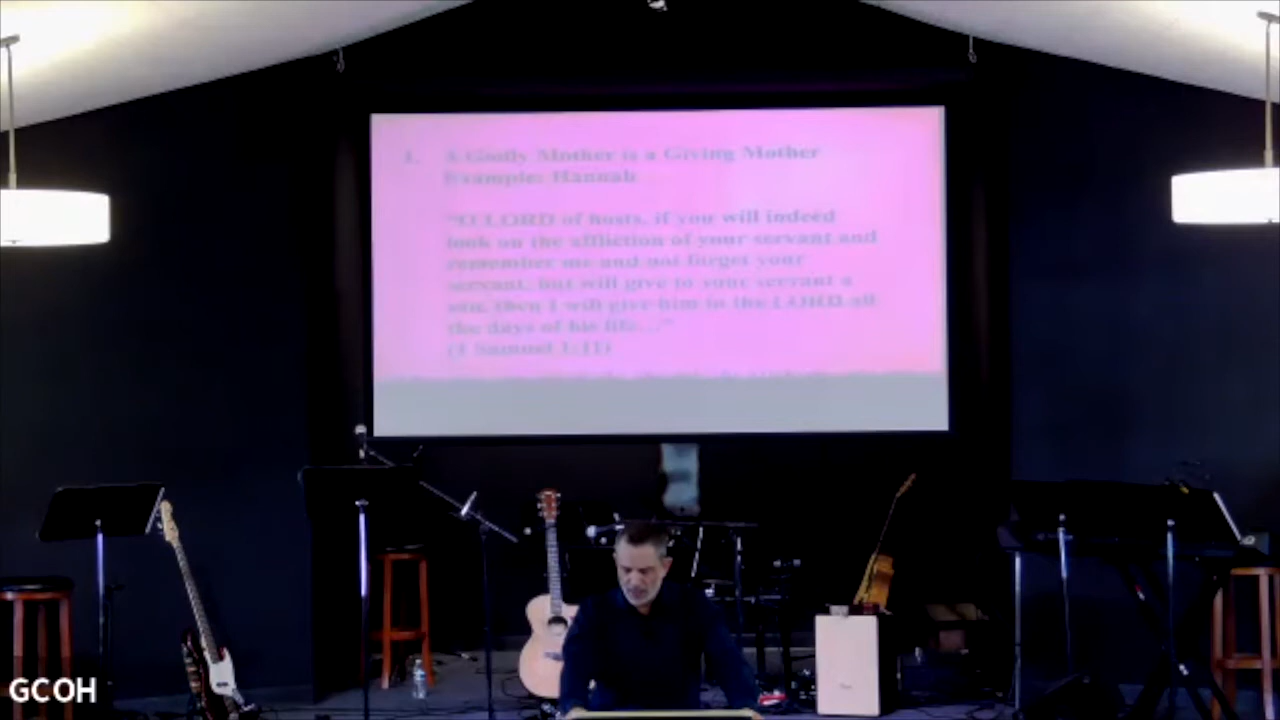 1. A Godly Mother is a Giving Mother
Example: Hannah
"O LORD of hosts, if you will indeed
look on the affliction of your servant and
remember me and not forget your
servant, but will give to your servant a
son, then I will give him to the LORD all
the days of his life..."
(1 Samuel 1:11)
GCOH